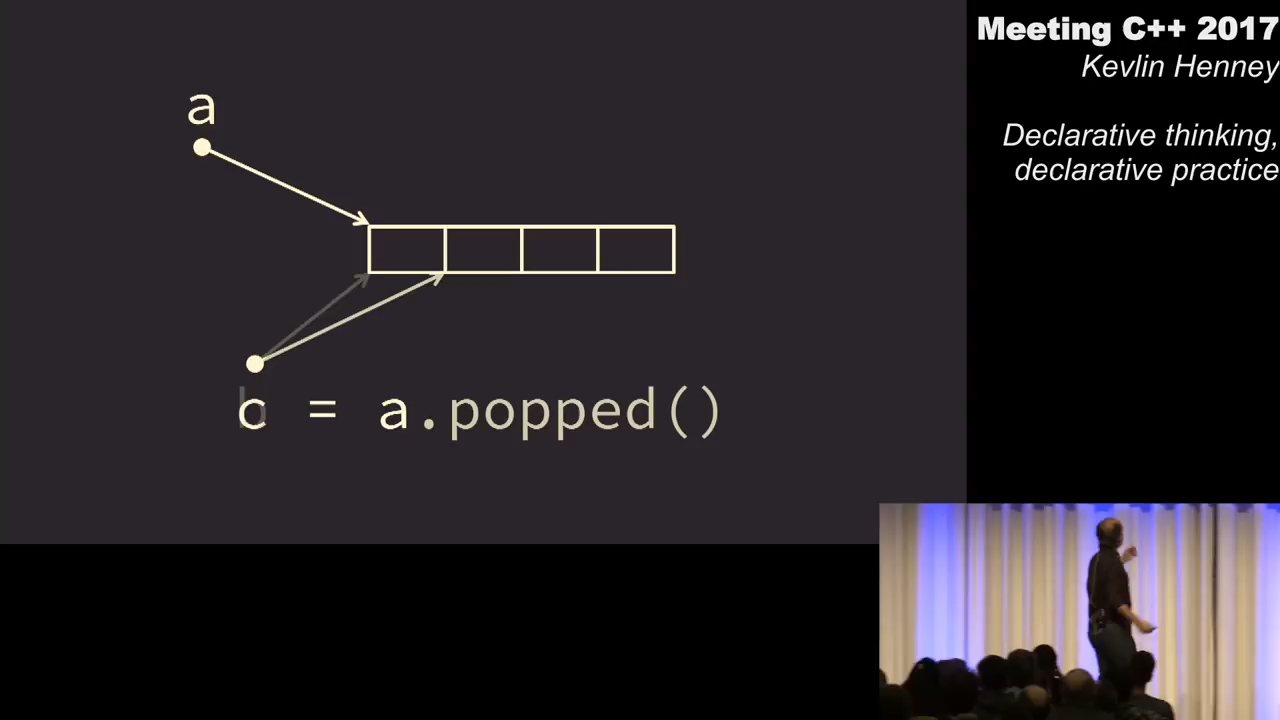 Meeting C++ 2017
Kevlin Henney
Declarative thinking,
declarative practice
a
c = a.popped()